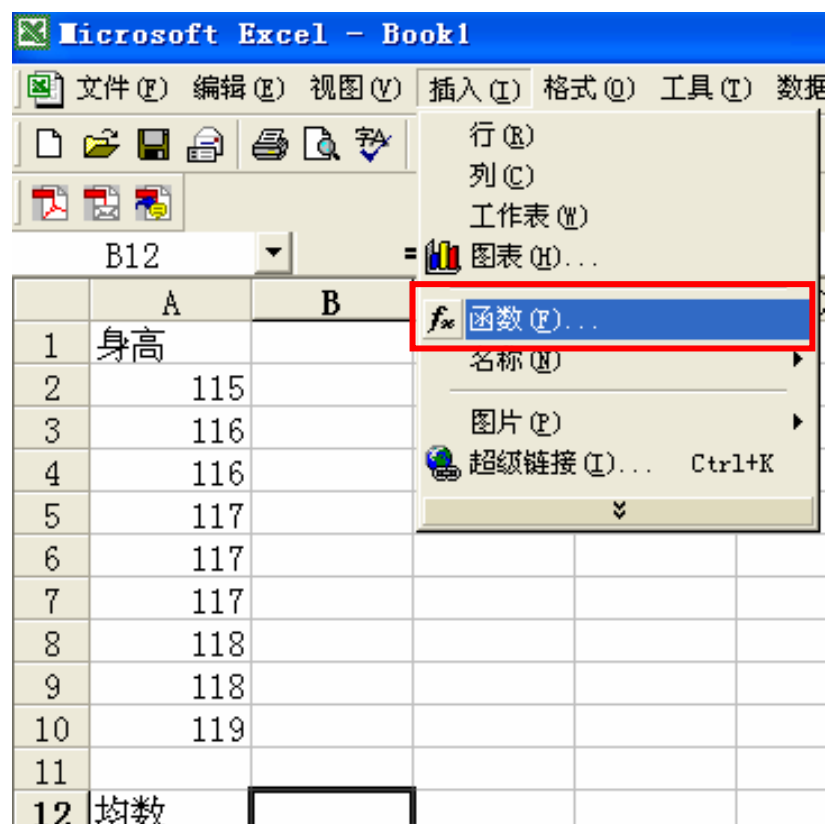 Microsoft Excel - Book1
文件(F) 编辑(E) 视图(V) 插入(I) 格式(O) 工具(T) 数据
行(R)
列(C)
工作表(W)
B12 = 图表(H)...
A B
函数(F)...
1 身高
名称(N)
2 115
3 116
图片(P)
4 116
超级链接(I)... Ctrl+K
5 117
6 117
7 117
8 118
9 118
10 119
11
12 均数